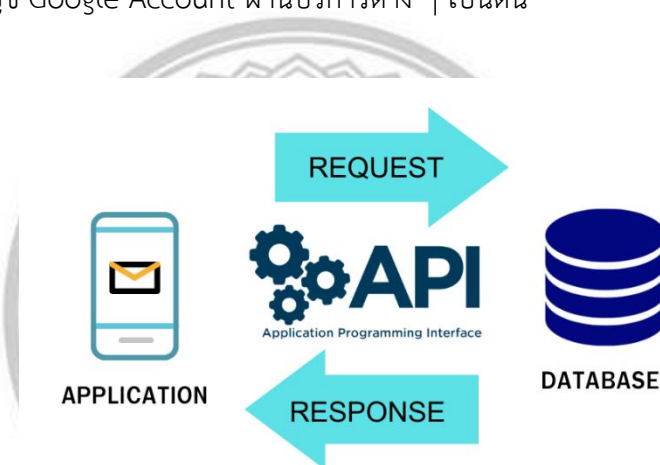 Google Account ผ่านบริการต่าง ๆ เป็นต้น
REQUEST
API
Application Programming Interface
APPLICATION
DATABASE
RESPONSE